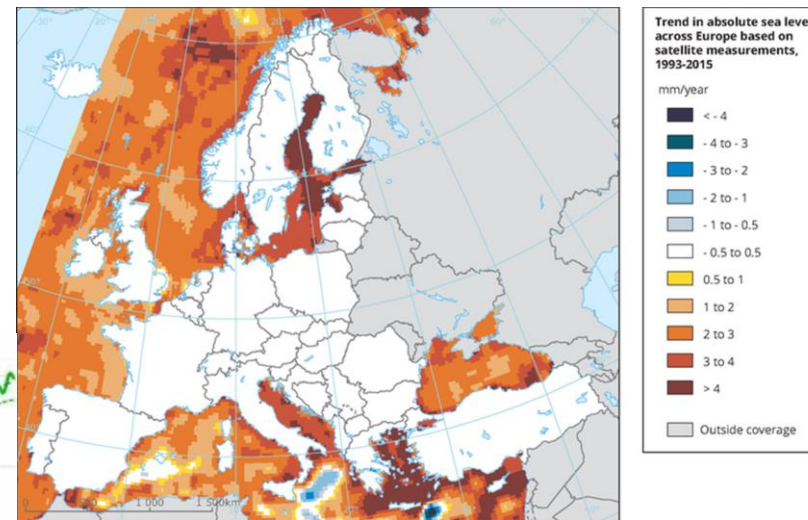 Trend in absolute sea leve
across Europe based on
satellite measurements,
1993-2015
mm/year
< - 4
- 4 to - 3
- 3 to - 2
- 2 to - 1
- 1 to - 0.5
- 0.5 to 0.5
0.5 to 1
1 to 2
2 to 3
3 to 4
> 4
Outside coverage
0 500 1 000 1 500km